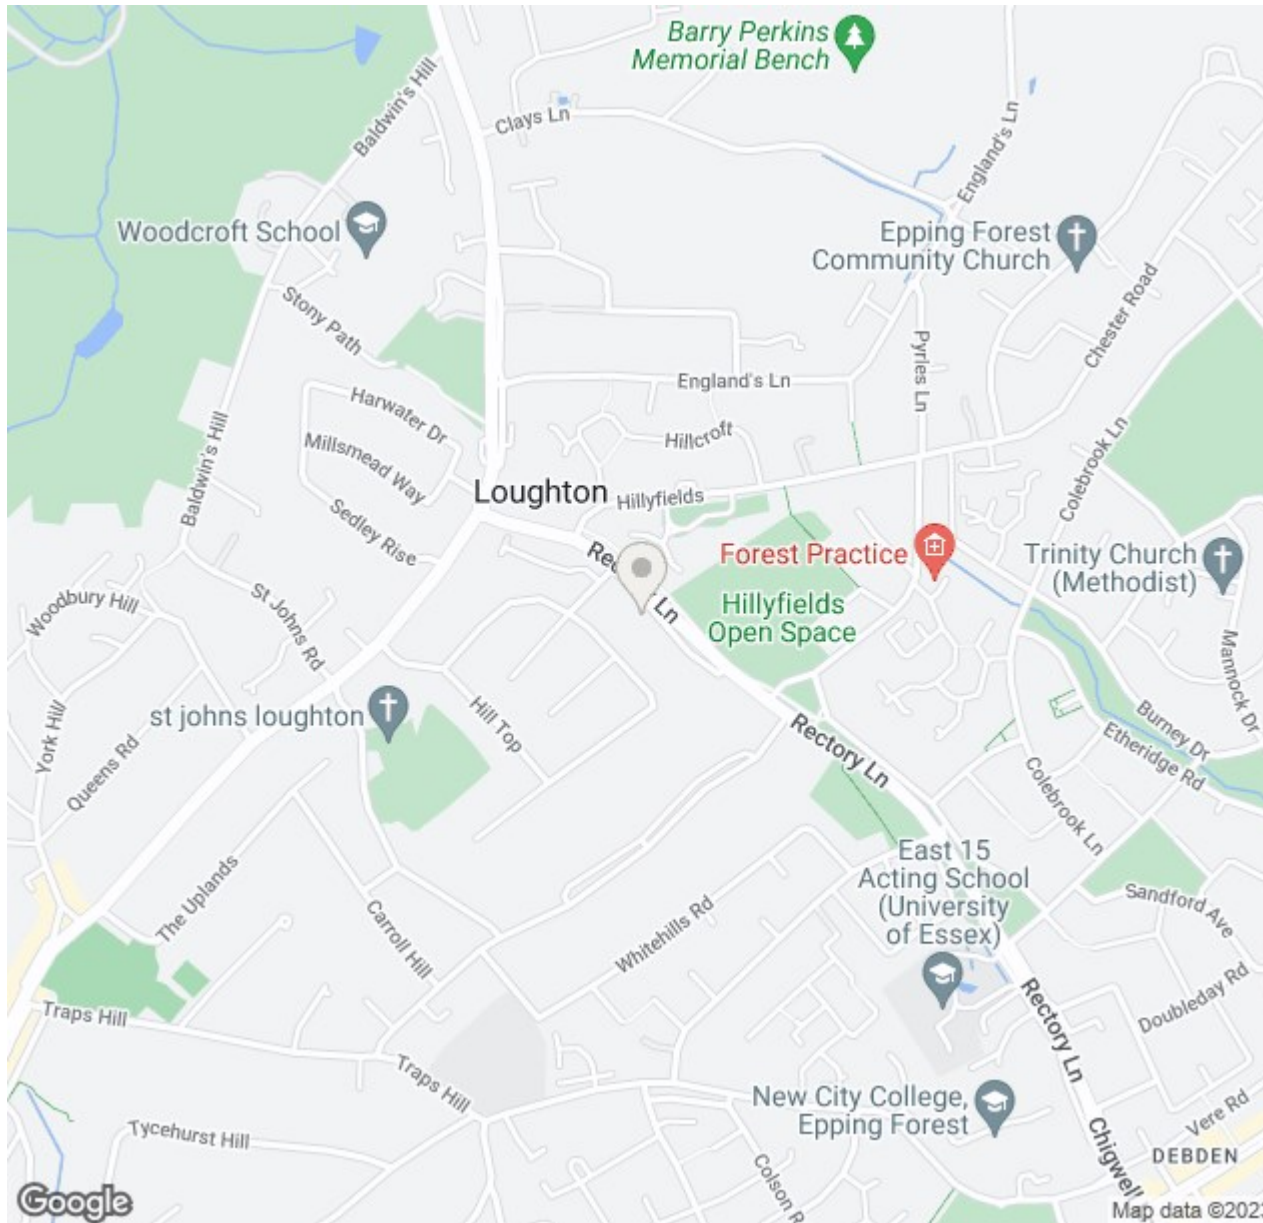 Barry Perkins
Memorial Bench
Baldwin's Hill
Clays Ln
England's Ln
Woodcroft School
Epping Forest
Community Church
Stony Path
Chester Road
Pyrles Ln
England's Ln
Harwater Dr
Hillcroft
Baldwin's Hill
Millsmead Way
Colebrook Ln
Loughton
Hillyfields
Sedley Rise
Rec
Ln
Forest Practice
Trinity Church
(Methodist)
Woodbury Hill
St Johns Rd
Hillyfields
Open Space
Mannock Dr
st johns loughton
Hill Top
York Hill
Queens Rd
Rectory Ln
Burney Dr
Etheridge Rd
Colebrook Ln
The Uplands
Carroll Hill
Whitehills Rd
East 15
Acting School
(University
of Essex)
Sandford Ave
Doubleday Rd
Traps Hill
Rectory Ln
Traps Hill
New City College,
Epping Forest
Tycehurst Hill
Vere Rd
Colson R
Chigwell
DEBDEN
Google
Map data ©2023